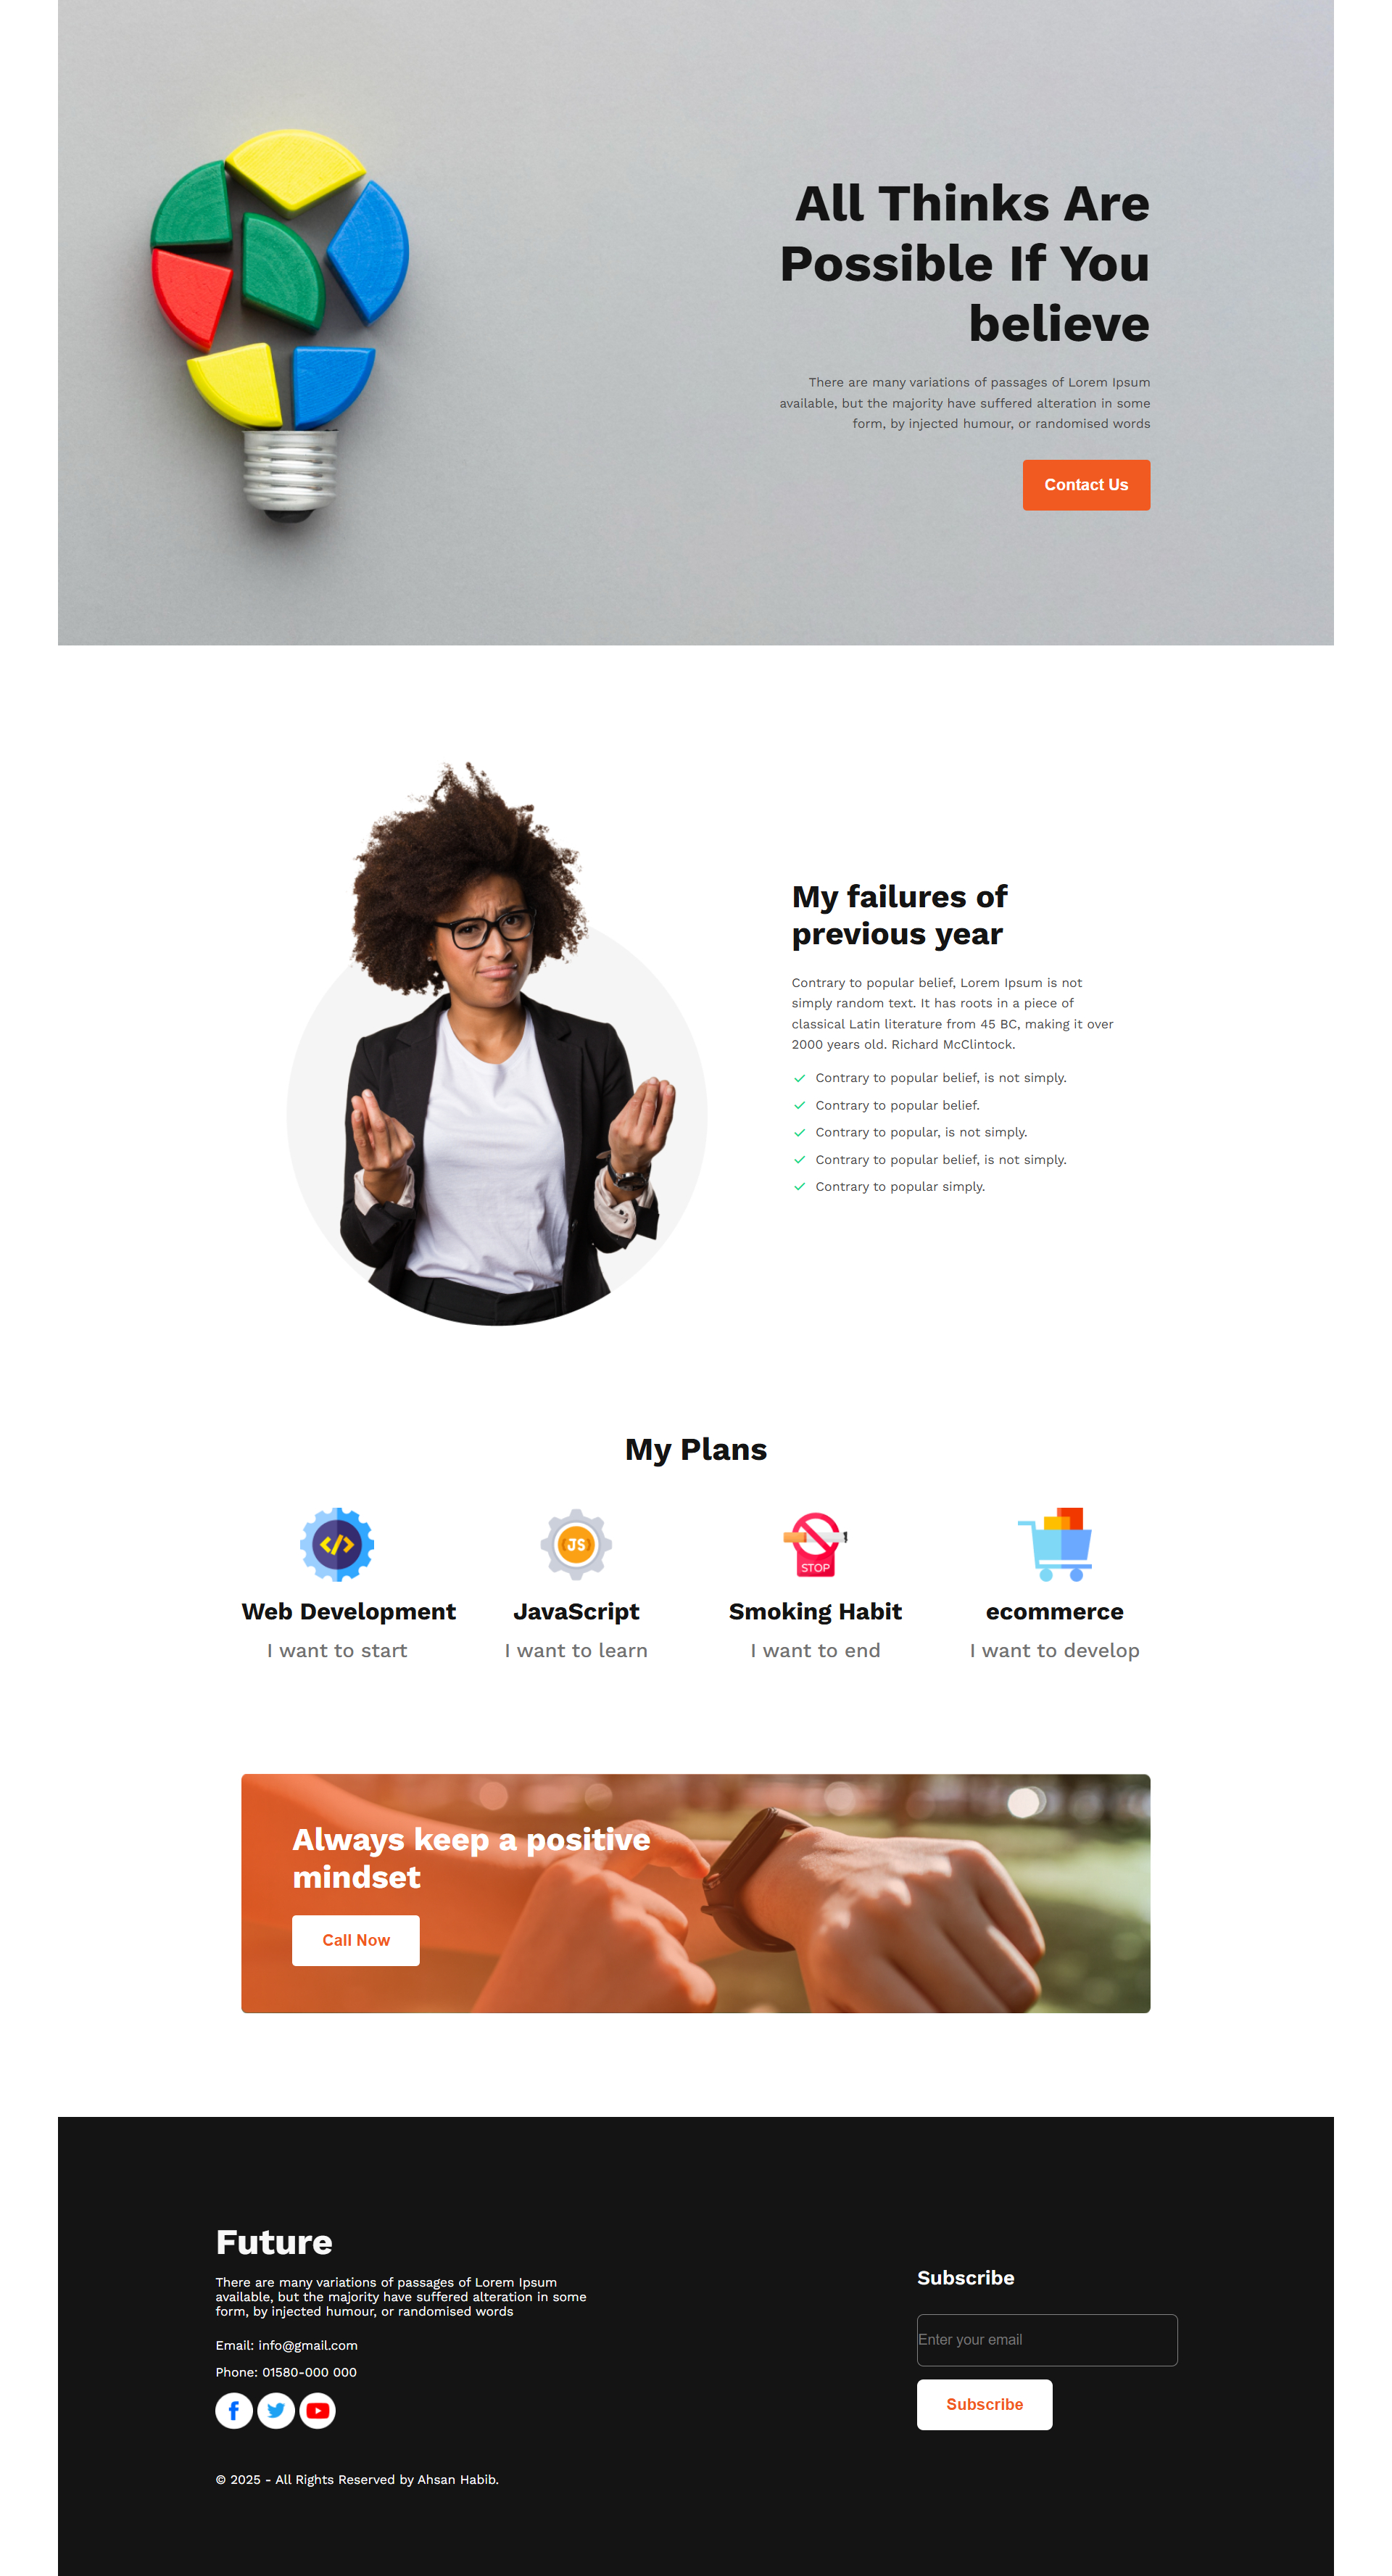 All Thinks Are
Possible If You
believe
There are many variations of passages of Lorem Ipsum
available, but the majority have suffered alteration in some
form, by injected humour, or randomised words
Contact Us
My failures of
previous year
Contrary to popular belief, Lorem Ipsum is not
simply random text. It has roots in a piece of
classical Latin literature from 45 BC, making it over
2000 years old. Richard McClintock.
Contrary to popular belief, is not simply.
Contrary to popular belief.
Contrary to popular, is not simply.
Contrary to popular belief, is not simply.
Contrary to popular simply.
My Plans
</>
Web Development
I want to start
JS
JavaScript
I want to learn
STOP
Smoking Habit
I want to end
ecommerce
I want to develop
Always keep a positive
mindset
Call Now
Future
There are many variations of passages of Lorem Ipsum
available, but the majority have suffered alteration in some
form, by injected humour, or randomised words
Email: info@gmail.com
Phone: 01580-000 000
© 2025 - All Rights Reserved by Ahsan Habib.
Subscribe
Enter your email
Subscribe